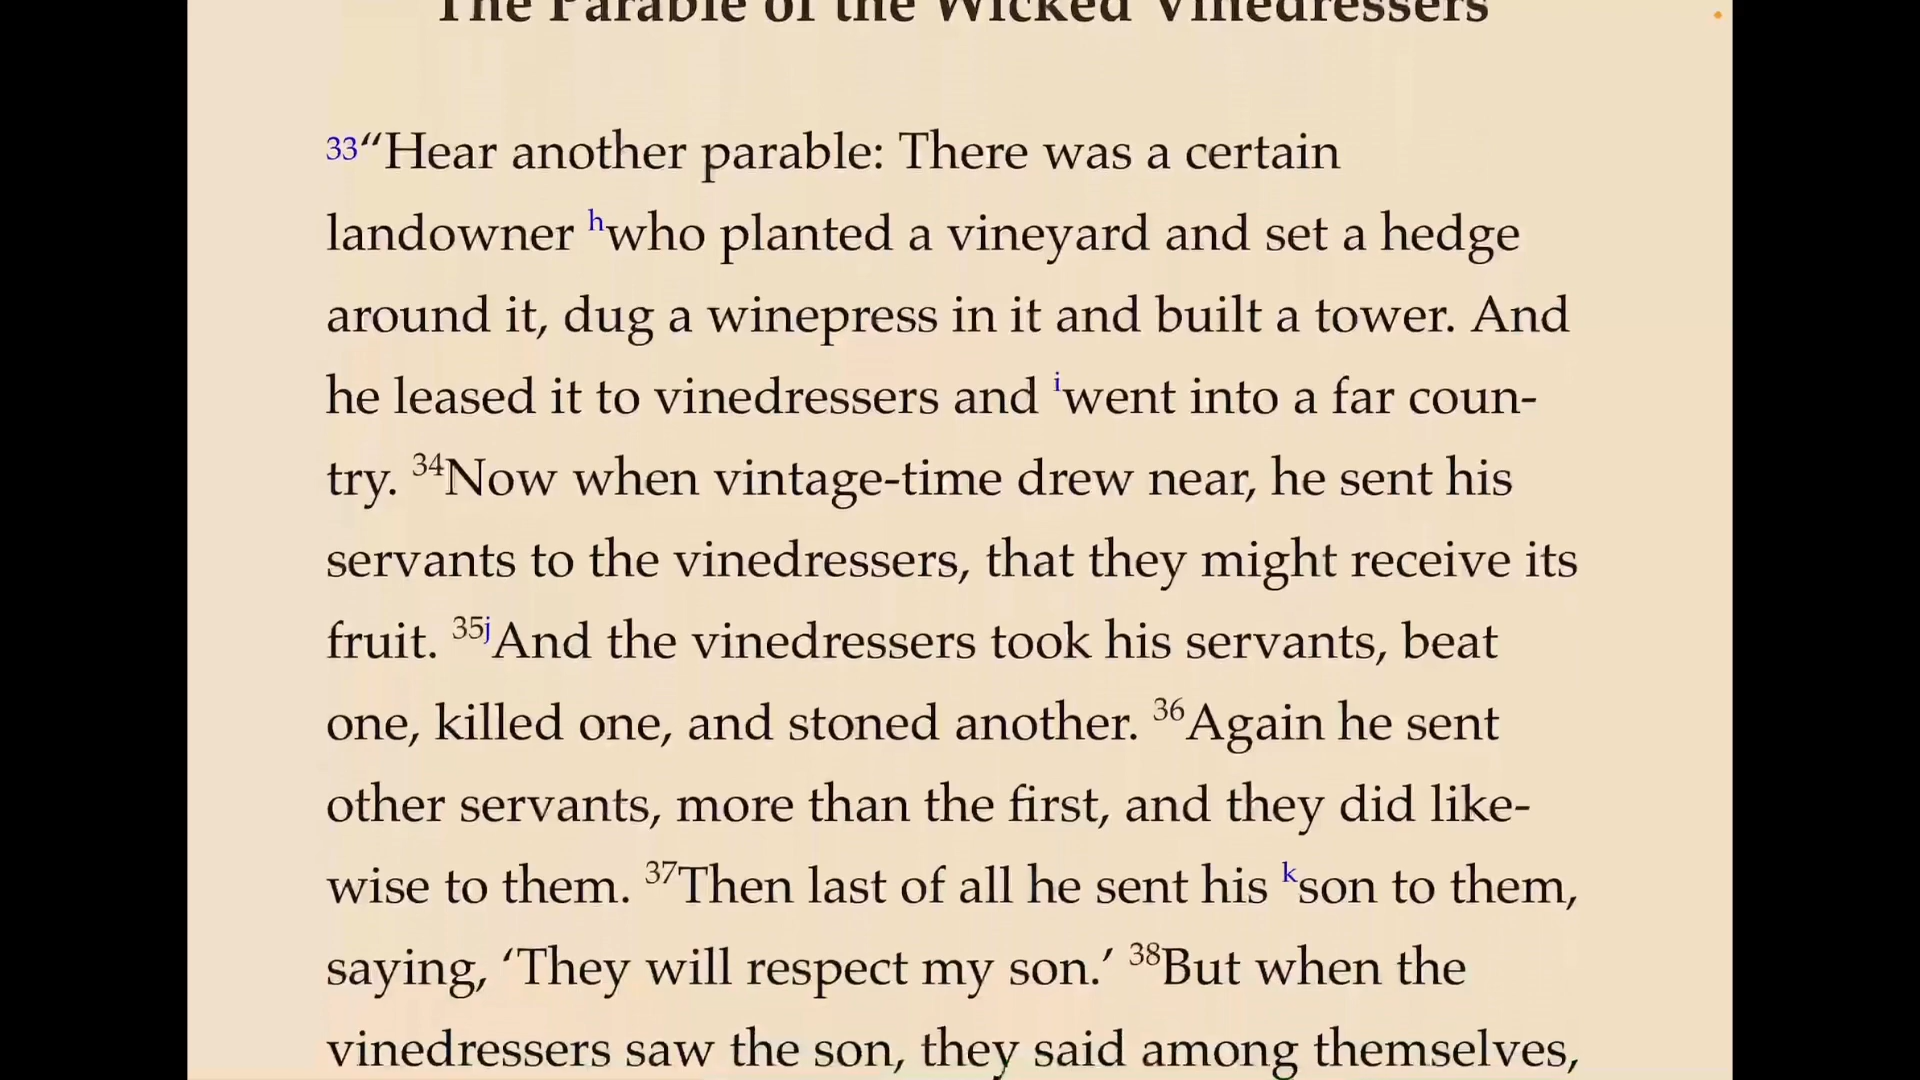 The Parable of the Wicked Vinedressers
33“Hear another parable: There was a certain
landowner hwho planted a vineyard and set a hedge
around it, dug a winepress in it and built a tower. And
he leased it to vinedressers and iwent into a far coun-
try. 34Now when vintage-time drew near, he sent his
servants to the vinedressers, that they might receive its
fruit. 35jAnd the vinedressers took his servants, beat
one, killed one, and stoned another. 36Again he sent
other servants, more than the first, and they did like-
wise to them. 37Then last of all he sent his kson to them,
saying, ‘They will respect my son.’ 38But when the
vinedressers saw the son, they said among themselves,